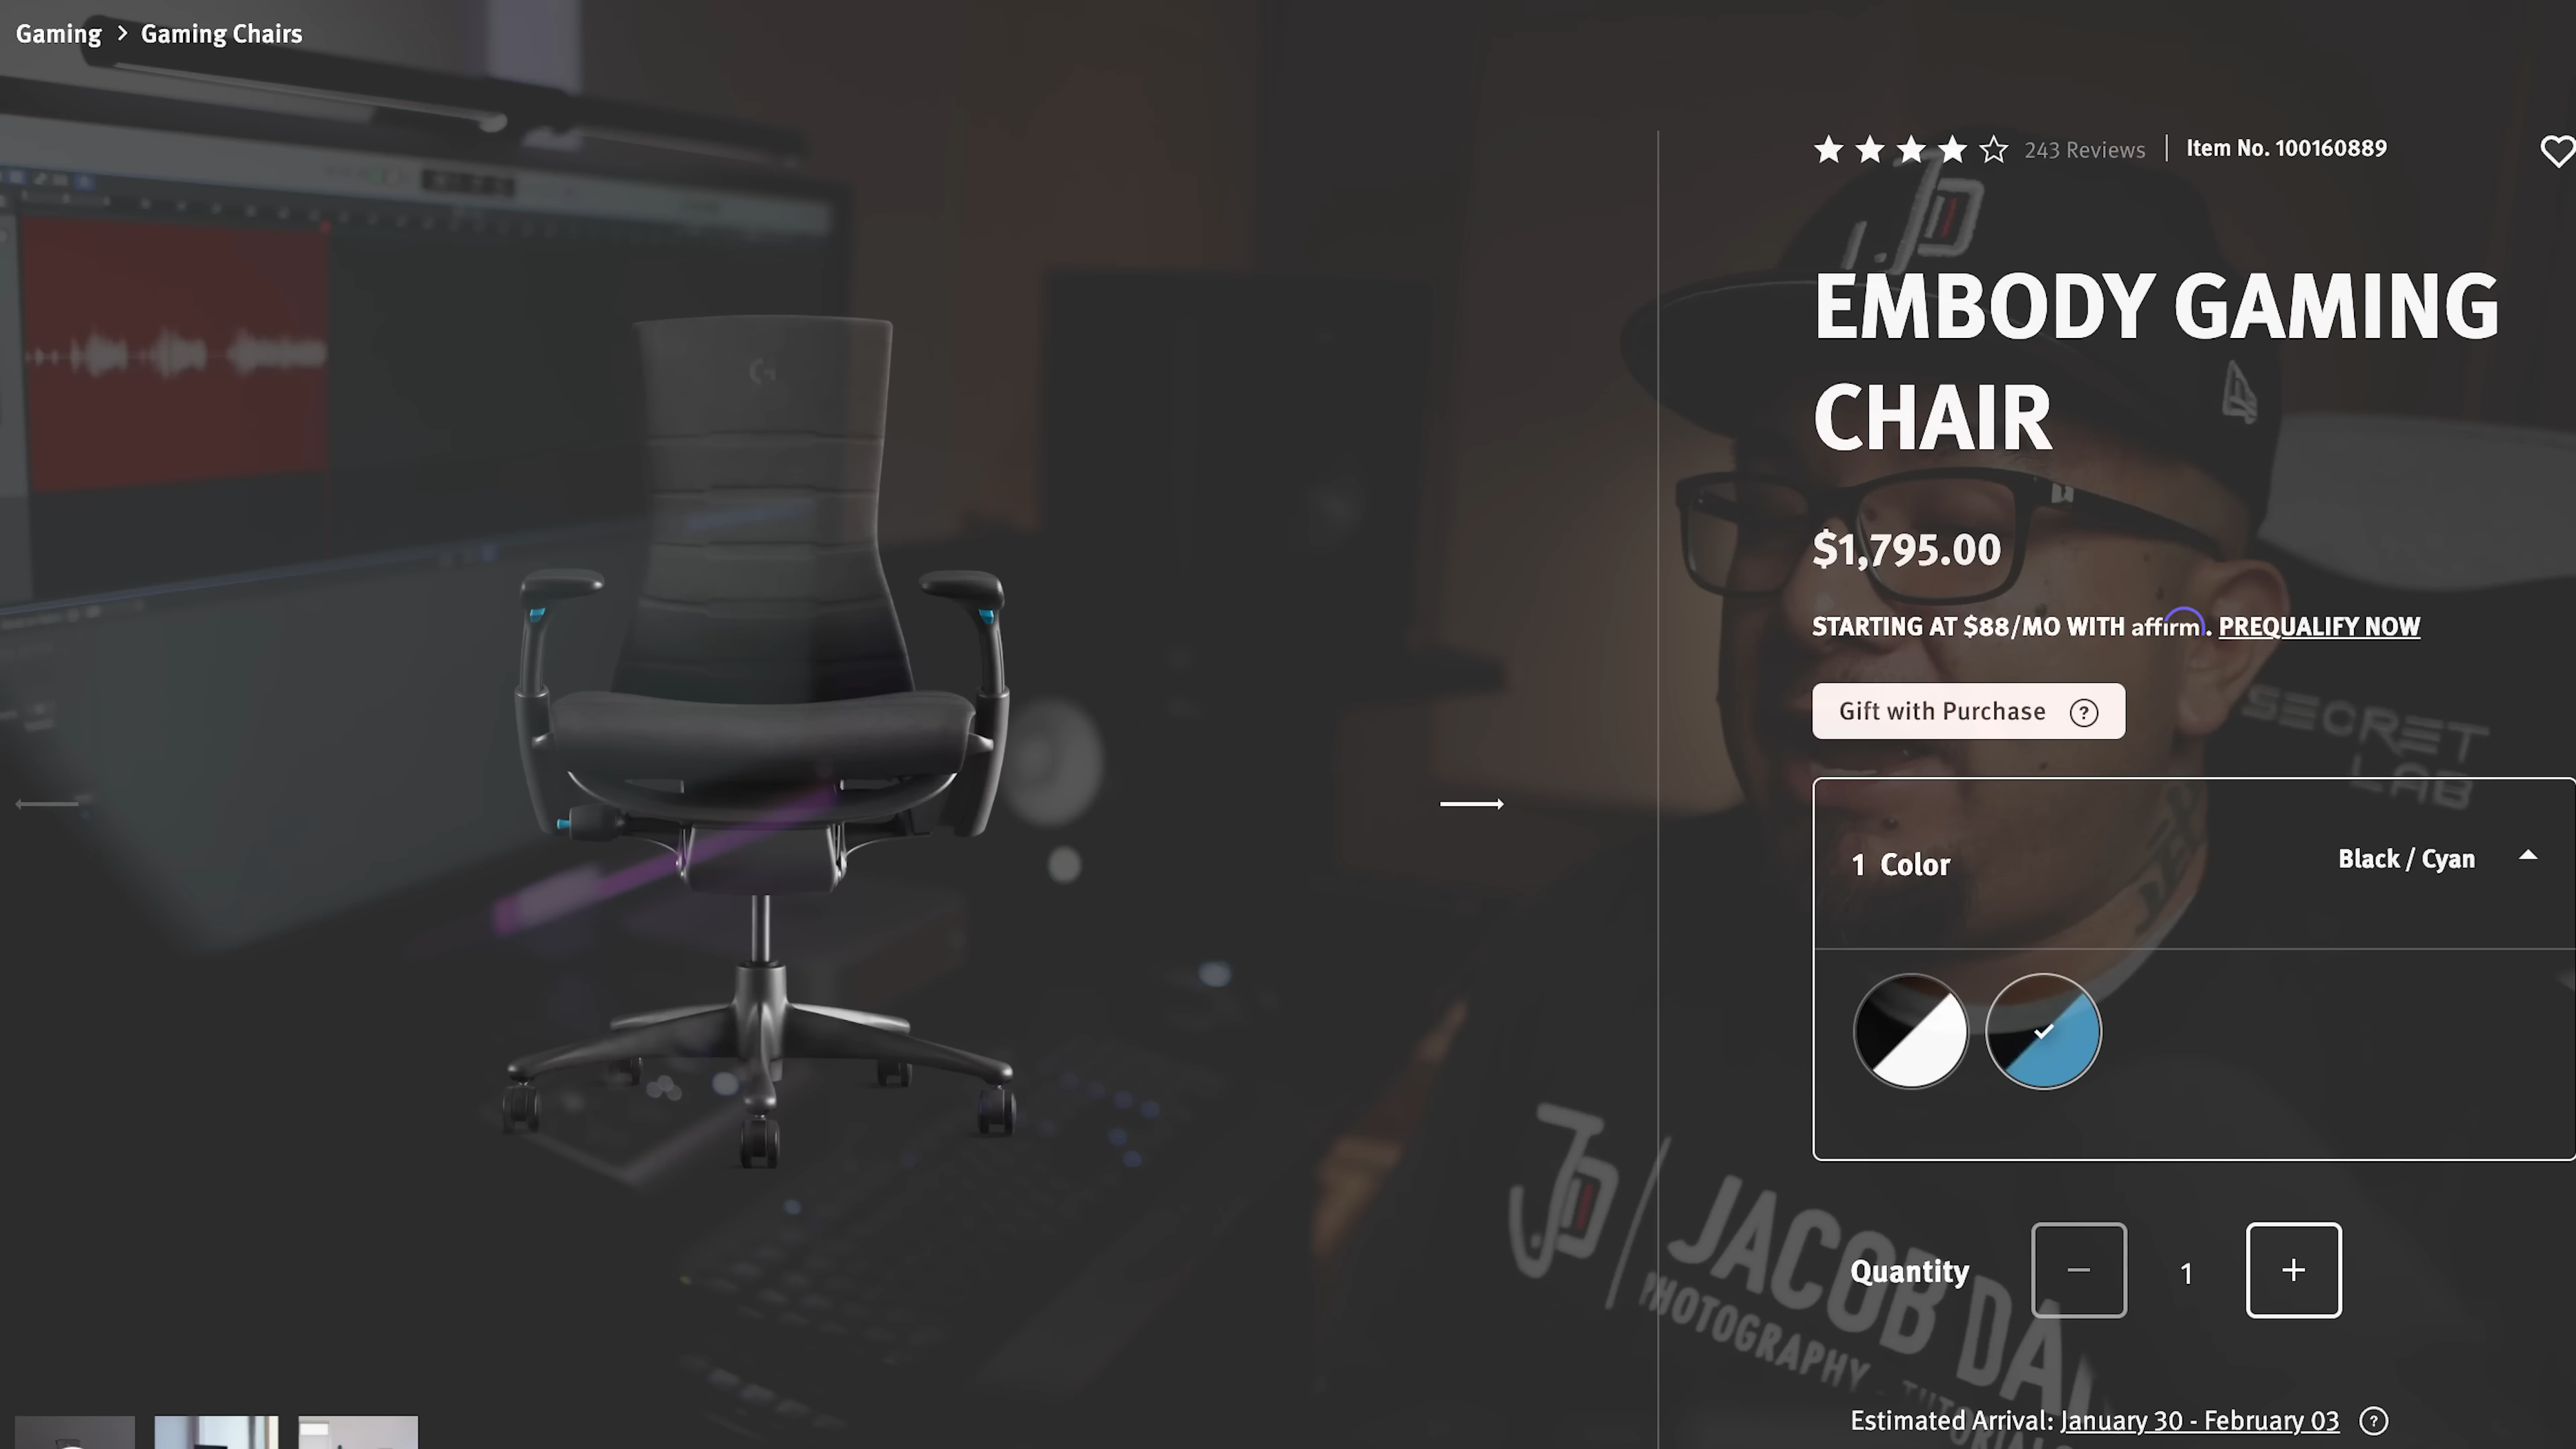 Gaming > Gaming Chairs
243 Reviews | Item No. 100160889
EMBODY GAMING
CHAIR
$1,795.00
STARTING AT $88/MO WITH affirm. PREQUALIFY NOW
Gift with Purchase ?
SECRET
LAB
1 Color
Black / Cyan
Quantity
1
JD
JACOB
PHOTOGRAPHY
Estimated Arrival: January 30 - February 03 ?